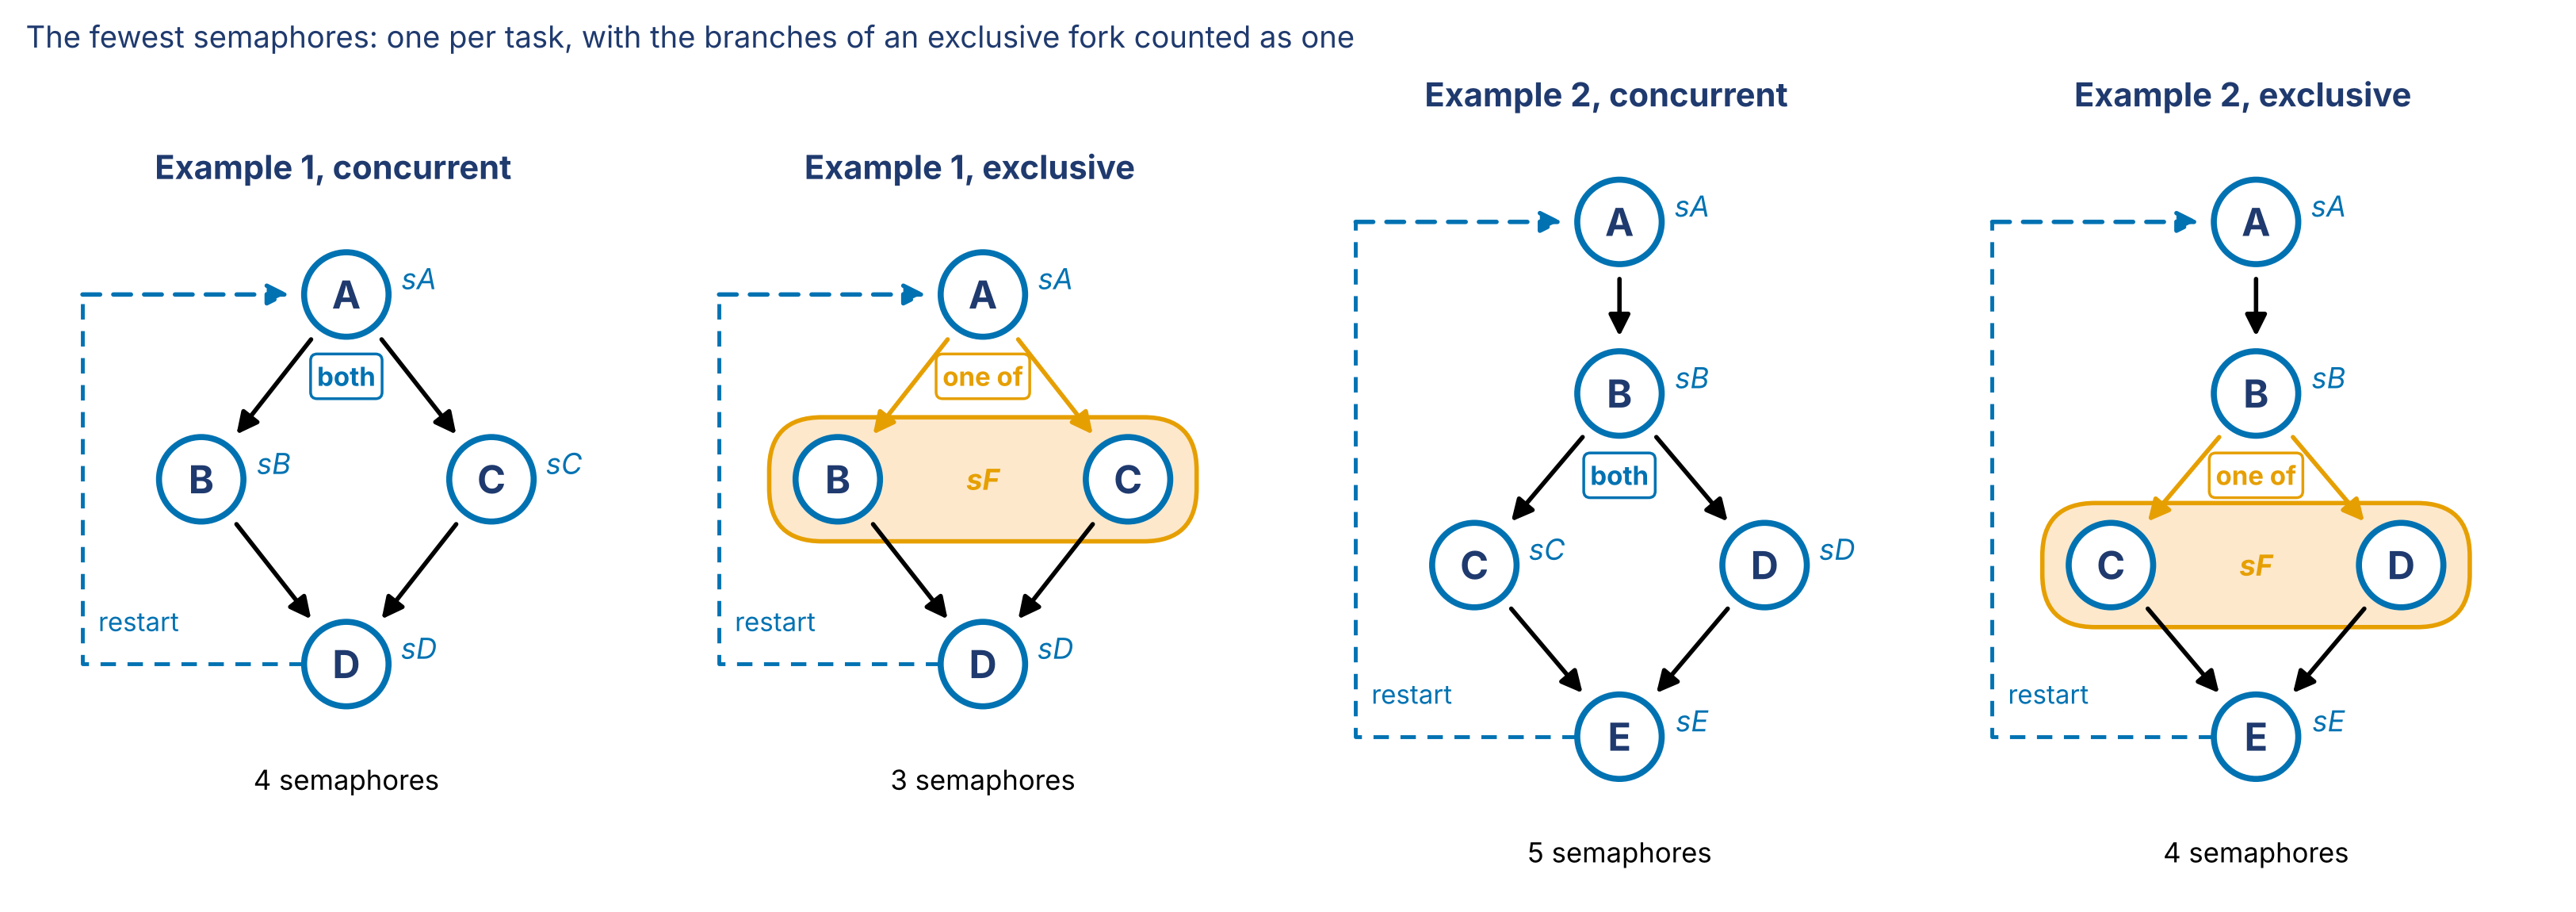 The fewest semaphores: one per task, with the branches of an exclusive fork counted as one
Example 1, concurrent
A
sA
both
B
sB
C
sC
restart
D
sD
4 semaphores
Example 1, exclusive
A
sA
one of
B
sF
C
restart
D
sD
3 semaphores
Example 2, concurrent
A
sA
B
sB
both
C
sC
D
sD
restart
E
sE
5 semaphores
Example 2, exclusive
A
sA
B
sB
one of
C
sF
D
restart
E
sE
4 semaphores